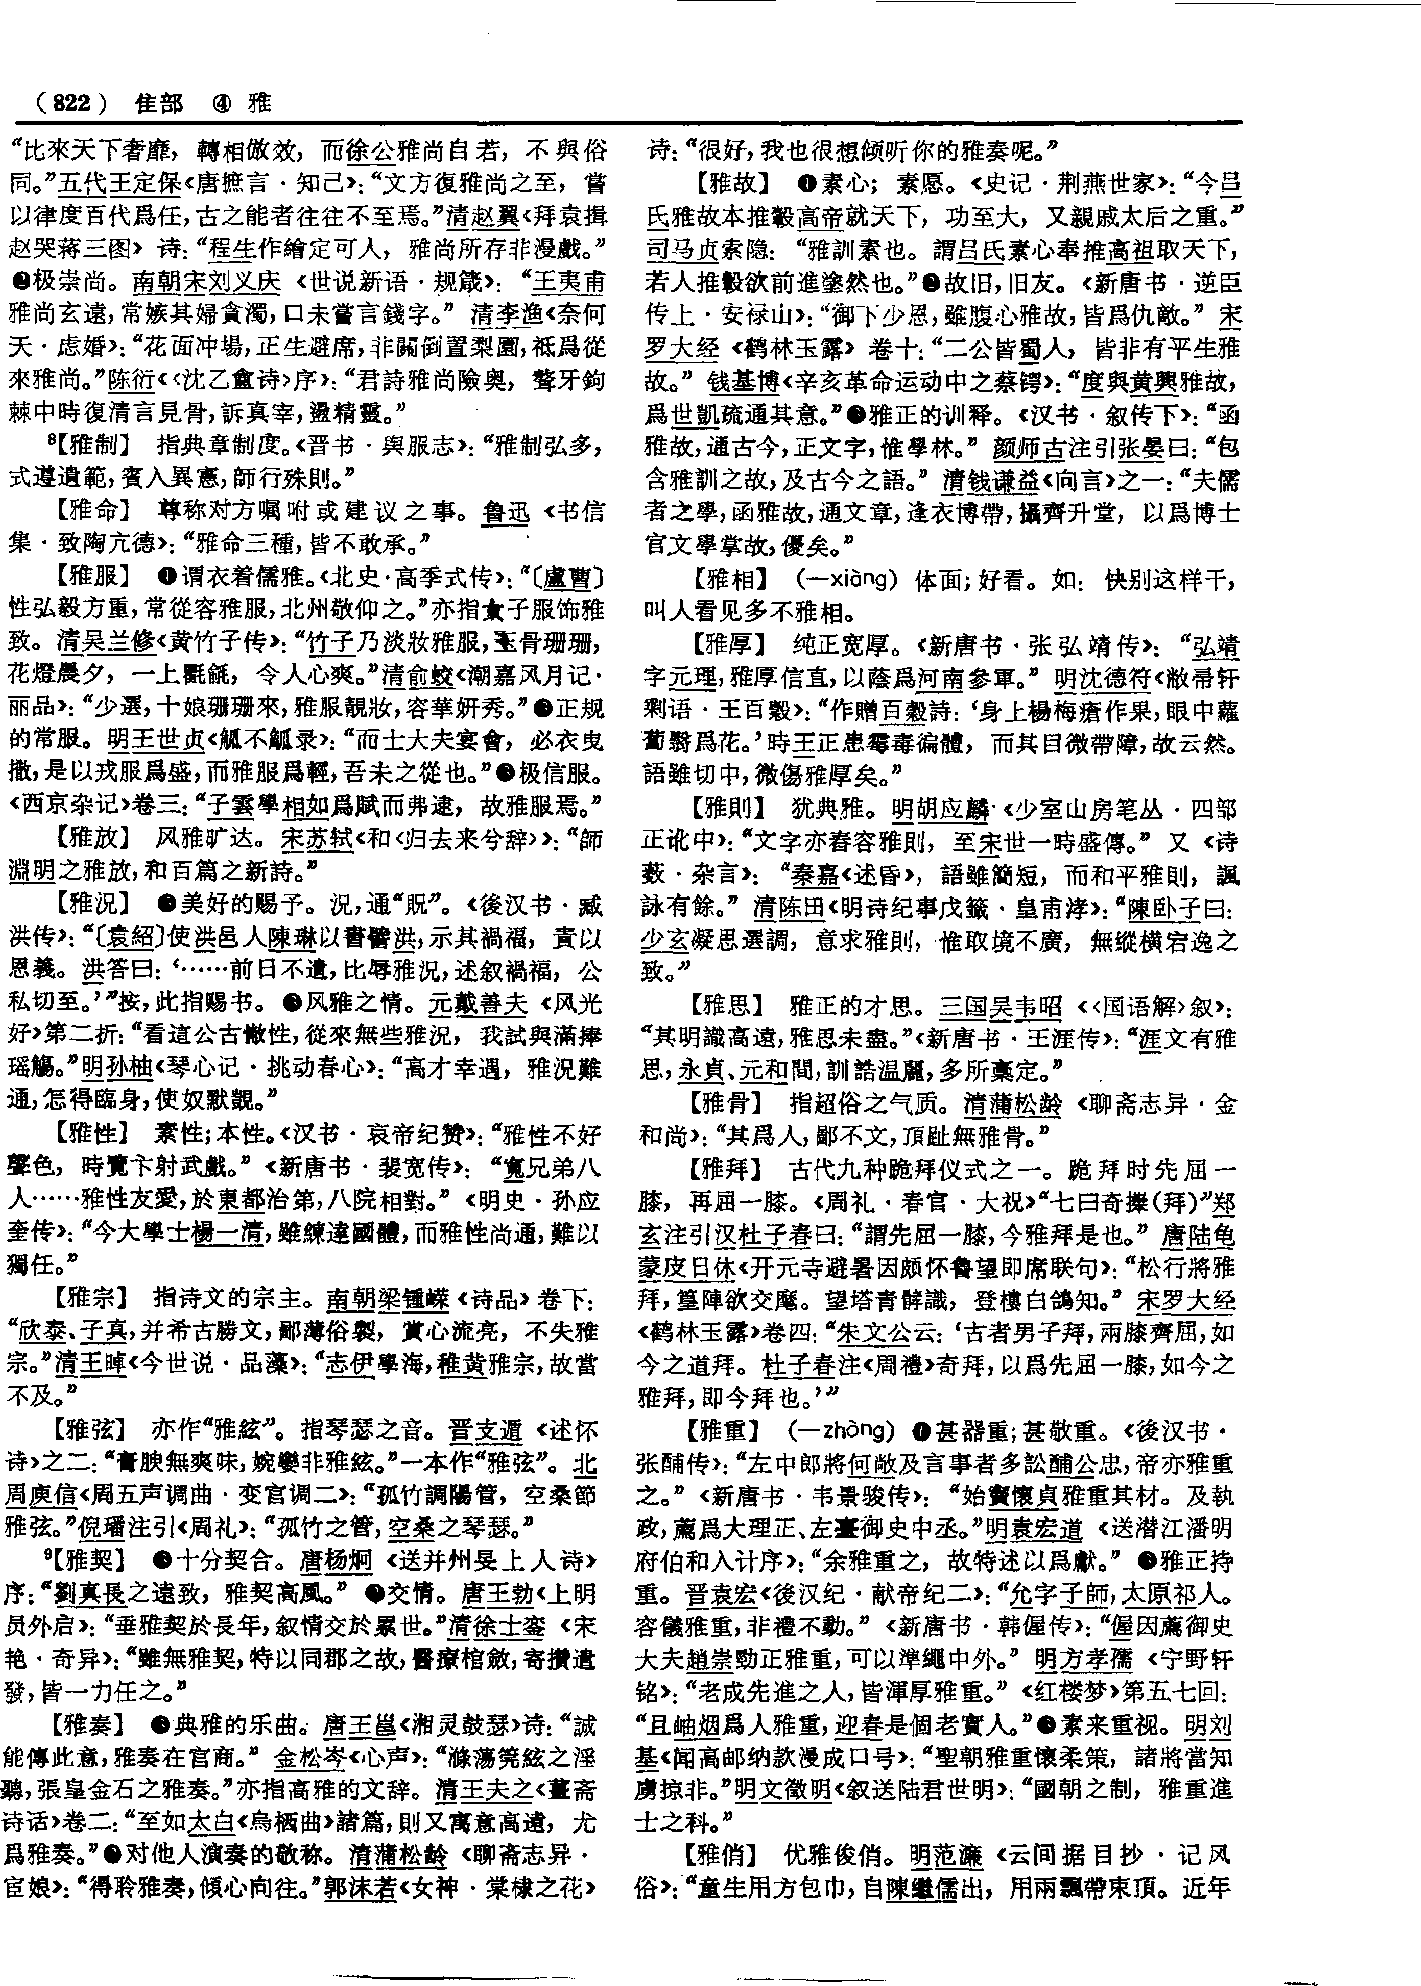 （822） 隹部 ④ 雅
“比來天下奢靡，轉相倣效，而徐公雅尚自若，不與俗
同。”五代王定保《唐摭言·知己》：“文方復雅尚之至，嘗
以律度百代爲任，古之能者往往不至焉。”清赵翼《拜袁揖
赵哭蒋三图》诗：“程生作繪定可人，雅尚所存非漫戲。”
❷极崇尚。南朝宋刘义庆《世说新语·规箴》：“王夷甫
雅尚玄遠，常嫉其婦貪濁，口未嘗言錢字。”清李渔《奈何
天·虑婚》：“花面冲場，正生避席，非關倒置梨園，祗爲從
來雅尚。”陈衍《〈沈乙盦诗〉序》：“君詩雅尚險奧，聱牙鉤
棘中時復清言見骨，訴真宰，盪精靈。”
8【雅制】 指典章制度。《晋书·舆服志》：“雅制弘多，
式遵遺範，賓入異憲，師行殊則。”
【雅命】 尊称对方嘱咐或建议之事。鲁迅《书信
集·致陶亢德》：“雅命三種，皆不敢承。”
【雅服】 ❶谓衣着儒雅。《北史·高季式传》：“〔盧曹〕
性弘毅方重，常從容雅服，北州敬仰之。”亦指女子服饰雅
致。清吴兰修《黄竹子传》：“竹子乃淡妝雅服，玉骨珊珊，
花燈晨夕，一上氍毹，令人心爽。”清俞蛟《潮嘉风月记·
丽品》：“少選，十娘珊珊來，雅服靚妝，容華妍秀。”❷正规
的常服。明王世贞《觚不觚录》：“而士大夫宴會，必衣曳
撒，是以戎服爲盛，而雅服爲輕，吾未之從也。”❸极信服。
《西京杂记》卷三：“子雲學相如爲賦而弗逮，故雅服焉。”
【雅放】 风雅旷达。宋苏轼《和〈归去来兮辞〉》：“師
淵明之雅放，和百篇之新詩。”
【雅況】 ❶美好的赐予。況，通“貺”。《後汉书·臧
洪传》：“〔袁紹〕使洪邑人陳琳以書譬洪，示其禍福，責以
恩義。洪答曰：‘……前日不遺，比辱雅況，述叙禍福，公
私切至。’”按，此指赐书。❷风雅之情。元戴善夫《风光
好》第二折：“看這公古懒性，從來無些雅況，我試與滿捧
瑶觴。”明孙柚《琴心记·挑动春心》：“高才幸遇，雅況難
通，怎得臨身，使奴默覬。”
【雅性】 素性；本性。《汉书·哀帝纪赞》：“雅性不好
聲色，時覽卞射武戲。”《新唐书·裴宽传》：“寬兄弟八
人……雅性友愛，於東都治第，八院相對。”《明史·孙应
奎传》：“今大學士楊一清，雖練達國體，而雅性尚通，難以
獨任。”
【雅宗】 指诗文的宗主。南朝梁锺嵘《诗品》卷下：
“欣泰、子真，并希古勝文，鄙薄俗製，賞心流亮，不失雅
宗。”清王晫《今世说·品藻》：“志伊學海，稚黄雅宗，故當
不及。”
【雅弦】 亦作“雅絃”。指琴瑟之音。晋支遁《述怀
诗》之二：“膏腴無爽味，婉孌非雅絃。”一本作“雅弦”。北
周庾信《周五声调曲·变宫调二》：“孤竹調陽管，空桑節
雅弦。”倪璠注引《周礼》：“孤竹之管，空桑之琴瑟。”
9【雅契】 ❶十分契合。唐杨炯《送并州旻上人诗》
序：“劉真長之遠致，雅契高風。”❷交情。唐王勃《上明
员外启》：“垂雅契於長年，叙情交於累世。”清徐士銮《宋
艳·奇异》：“雖無雅契，特以同郡之故，醫療棺斂，寄攢遣
發，皆一力任之。”
【雅奏】 ❶典雅的乐曲。唐王邕《湘灵鼓瑟》诗：“誠
能傳此意，雅奏在宫商。”金松岑《心声》：“滌蕩筦絃之淫
聽，張皇金石之雅奏。”亦指高雅的文辞。清王夫之《薑斋
诗话》卷二：“至如太白《烏栖曲》諸篇，則又寓意高遠，尤
爲雅奏。”❷对他人演奏的敬称。清蒲松龄《聊斋志异·
宦娘》：“得聆雅奏，傾心向往。”郭沫若《女神·棠棣之花》
诗：“很好，我也很想倾听你的雅奏呢。”
【雅故】 ❶素心；素愿。《史记·荆燕世家》：“今吕
氏雅故本推轂高帝就天下，功至大，又親戚太后之重。”
司马贞索隐：“雅訓素也。謂吕氏素心奉推高祖取天下，
若人推轂欲前進塗然也。”❷故旧，旧友。《新唐书·逆臣
传上·安禄山》：“御下少恩，雖腹心雅故，皆爲仇敵。”宋
罗大经《鹤林玉露》卷十：“二公皆蜀人，皆非有平生雅
故。”钱基博《辛亥革命运动中之蔡锷》：“度與黄興雅故，
爲世凱疏通其意。”❸雅正的训释。《汉书·叙传下》：“函
雅故，通古今，正文字，惟學林。”颜师古注引张晏曰：“包
含雅訓之故，及古今之語。”清钱谦益《向言》之一：“夫儒
者之學，函雅故，通文章，逢衣博帶，攝齊升堂，以爲博士
官文學掌故，優矣。”
【雅相】 （—xiàng）体面；好看。如：快别这样干，
叫人看见多不雅相。
【雅厚】 纯正宽厚。《新唐书·张弘靖传》：“弘靖
字元理，雅厚信直，以蔭爲河南參軍。”明沈德符《敝帚轩
剩语·王百穀》：“作贈百穀詩：‘身上楊梅瘡作果，眼中蘿
蔔翳爲花。’時王正患霉毒徧體，而其目微帶障，故云然。
語雖切中，微傷雅厚矣。”
【雅則】 犹典雅。明胡应麟《少室山房笔丛·四部
正讹中》：“文字亦舂容雅則，至宋世一時盛傳。”又《诗
薮·杂言》：“秦嘉《述昏》，語雖簡短，而和平雅則，諷
詠有餘。”清陈田《明诗纪事戊籤·皇甫涍》：“陳卧子曰：
少玄凝思選調，意求雅則，惟取境不廣，無縱横宕逸之
致。”
【雅思】 雅正的才思。三国吴韦昭《〈国语解〉叙》：
“其明識高遠，雅思未盡。”《新唐书·王涯传》：“涯文有雅
思，永貞、元和間，訓誥温麗，多所稾定。”
【雅骨】 指超俗之气质。清蒲松龄《聊斋志异·金
和尚》：“其爲人，鄙不文，頂趾無雅骨。”
【雅拜】 古代九种跪拜仪式之一。跪拜时先屈一
膝，再屈一膝。《周礼·春官·大祝》“七曰奇𢷎（拜）”郑
玄注引汉杜子春曰：“謂先屈一膝，今雅拜是也。”唐陆龟
蒙皮日休《开元寺避暑因颇怀鲁望即席联句》：“松行將雅
拜，篁陣欲交麾。望塔青髇識，登樓白鴿知。”宋罗大经
《鹤林玉露》卷四：“朱文公云：‘古者男子拜，兩膝齊屈，如
今之道拜。杜子春注《周禮》奇拜，以爲先屈一膝，如今之
雅拜，即今拜也。’”
【雅重】 （—zhòng）❶甚器重；甚敬重。《後汉书·
张酺传》：“左中郎將何敞及言事者多訟酺公忠，帝亦雅重
之。”《新唐书·韦景骏传》：“始竇懷貞雅重其材。及執
政，薦爲大理正、左臺御史中丞。”明袁宏道《送潜江潘明
府伯和入计序》：“余雅重之，故特述以爲獻。”❷雅正持
重。晋袁宏《後汉纪·献帝纪二》：“允字子師，太原祁人。
容儀雅重，非禮不動。”《新唐书·韩偓传》：“偓因薦御史
大夫趙崇勁正雅重，可以準繩中外。”明方孝孺《宁野轩
铭》：“老成先進之人，皆渾厚雅重。”《红楼梦》第五七回：
“且岫烟爲人雅重，迎春是個老實人。”❸素来重视。明刘
基《闻高邮纳款漫成口号》：“聖朝雅重懷柔策，諸將當知
虜掠非。”明文徵明《叙送陆君世明》：“國朝之制，雅重進
士之科。”
【雅俏】 优雅俊俏。明范濂《云间据目抄·记风
俗》：“童生用方包巾，自陳繼儒出，用兩飄帶束頂。近年